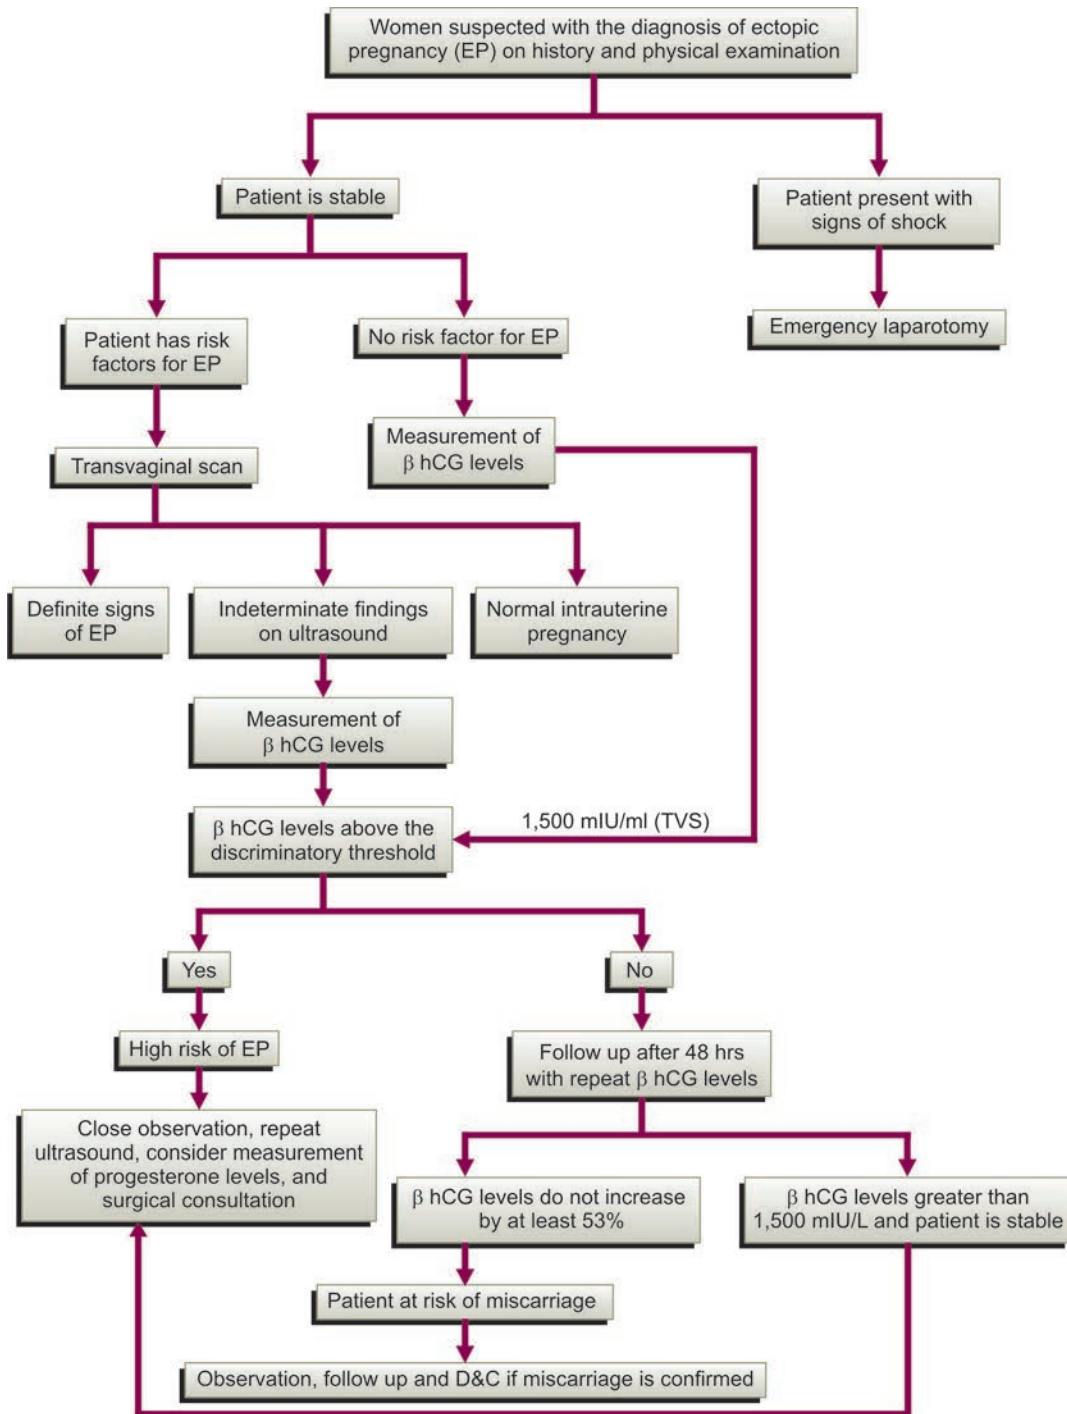 Women suspected with the diagnosis of ectopic
pregnancy (EP) on history and physical examination
Patient is stable
Patient present with
signs of shock
Patient has risk
factors for EP
No risk factor for EP
Emergency laparotomy
Measurement of
β hCG levels
Transvaginal scan
Definite signs
of EP
Indeterminate findings
on ultrasound
Normal intrauterine
pregnancy
Measurement of
β hCG levels
β hCG levels above the
discriminatory threshold
1,500 mIU/ml (TVS)
Yes
No
High risk of EP
Follow up after 48 hrs
with repeat β hCG levels
Close observation, repeat
ultrasound, consider measurement
of progesterone levels, and
surgical consultation
β hCG levels do not increase
by at least 53%
β hCG levels greater than
1,500 mIU/L and patient is stable
Patient at risk of miscarriage
Observation, follow up and D&C if miscarriage is confirmed